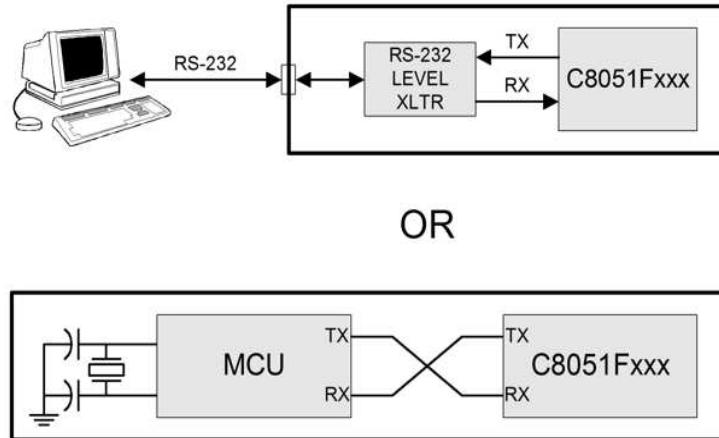 RS-232
RS-232
LEVEL
XLTR
TX
RX
C8051Fxxx
OR
MCU
TX
RX
TX
RX
C8051Fxxx